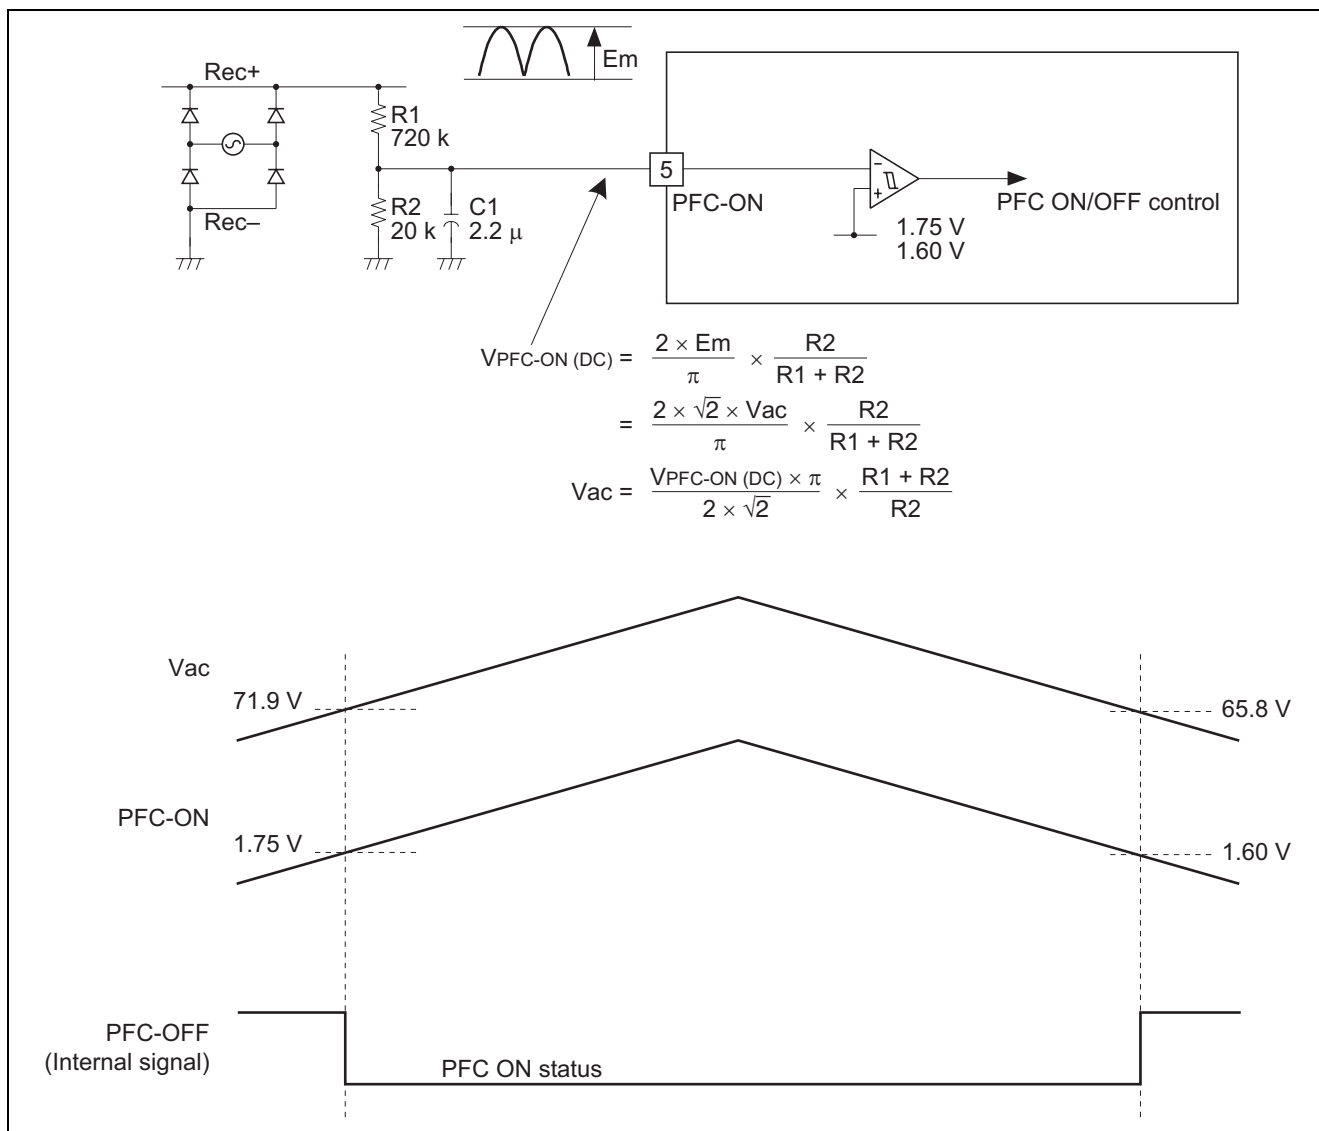 Em
Rec+
R1
720 k
R2
20 k
C1
2.2 μ
Rec–
5
PFC-ON
–
+
1.75 V
1.60 V
PFC ON/OFF control
VPFC-ON (DC) = 2 × Em / π × R2 / R1 + R2
= 2 × √2 × Vac / π × R2 / R1 + R2
Vac = VPFC-ON (DC) × π / 2 × √2 × R1 + R2 / R2
Vac
71.9 V
65.8 V
PFC-ON
1.75 V
1.60 V
PFC-OFF
(Internal signal)
PFC ON status